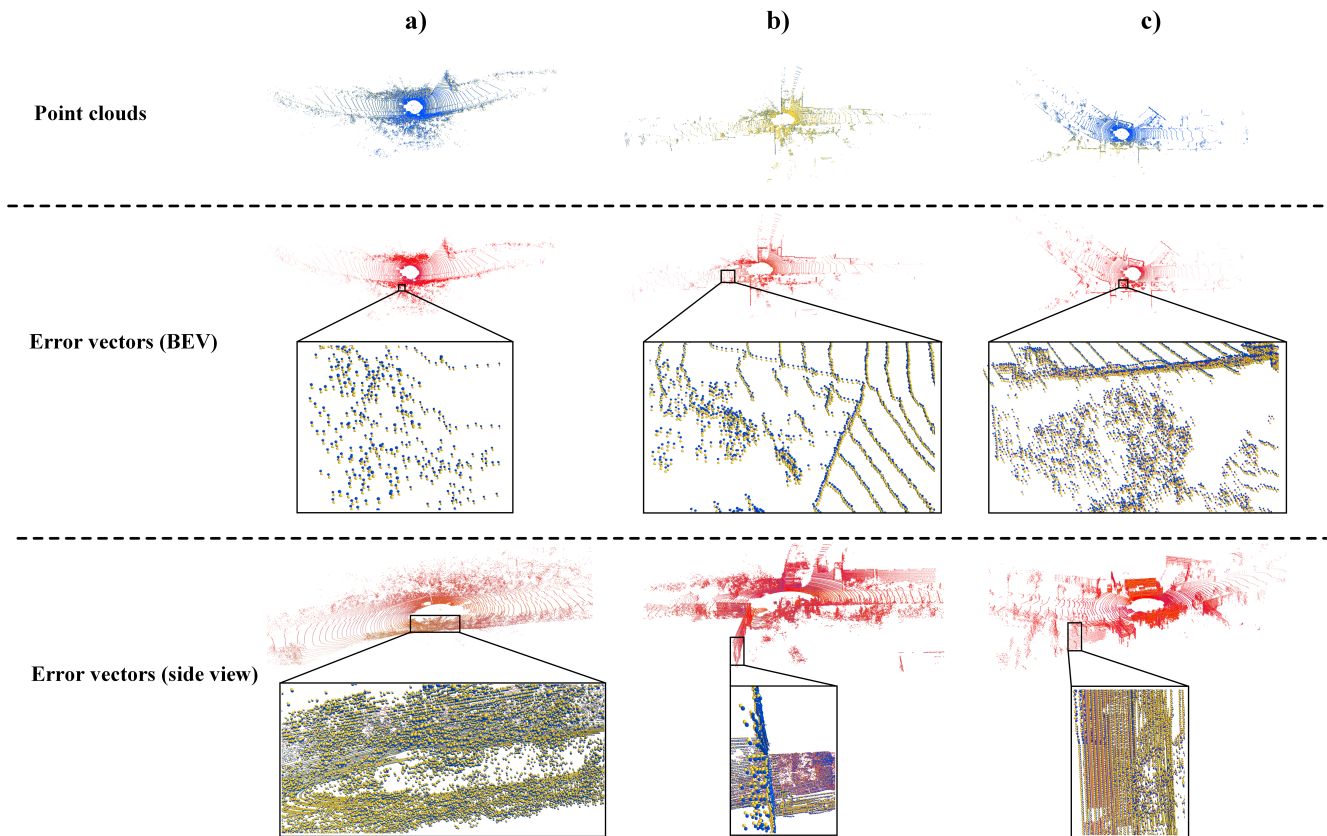 a)
b)
c)
Point clouds
Error vectors (BEV)
Error vectors (side view)